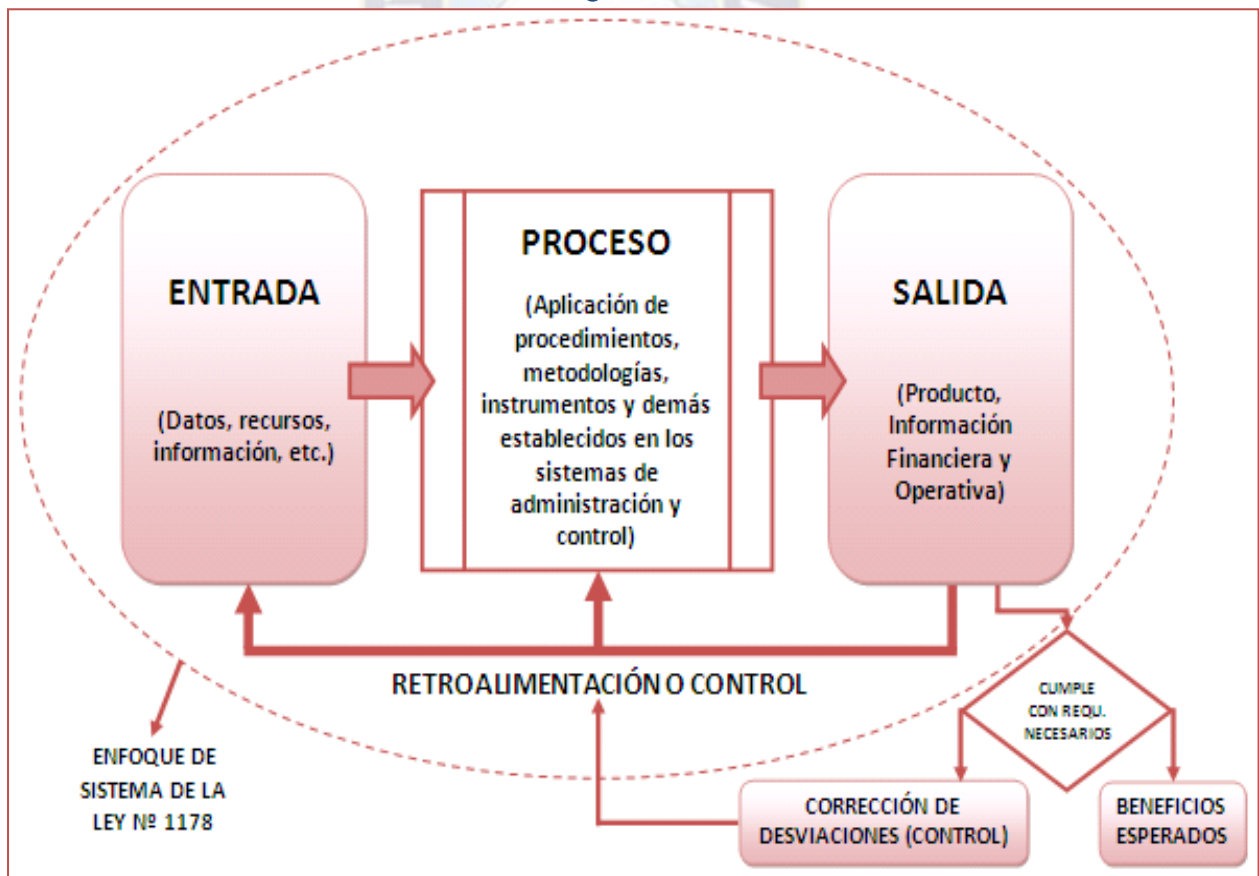 ENTRADA
(Datos, recursos,
información, etc.)
PROCESO
(Aplicación de
procedimientos,
metodologías,
instrumentos y demás
establecidos en los
sistemas de
administración y
control)
SALIDA
(Producto,
Información
Financiera y
Operativa)
RETROALIMENTACIÓN O CONTROL
CUMPLE
CON REQU.
NECESARIOS
ENFOQUE DE
SISTEMA DE LA
LEY Nº 1178
CORRECCIÓN DE
DESVIACIONES (CONTROL)
BENEFICIOS
ESPERADOS